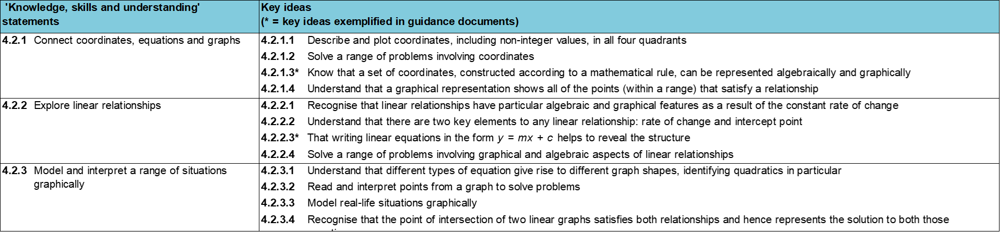 'Knowledge, skills and understanding'
statements
Key ideas
(* = key ideas exemplified in guidance documents)
4.2.1 Connect coordinates, equations and graphs
4.2.1.1 Describe and plot coordinates, including non-integer values, in all four quadrants
4.2.1.2 Solve a range of problems involving coordinates
4.2.1.3* Know that a set of coordinates, constructed according to a mathematical rule, can be represented algebraically and graphically
4.2.1.4 Understand that a graphical representation shows all of the points (within a range) that satisfy a relationship
4.2.2 Explore linear relationships
4.2.2.1 Recognise that linear relationships have particular algebraic and graphical features as a result of the constant rate of change
4.2.2.2 Understand that there are two key elements to any linear relationship: rate of change and intercept point
4.2.2.3* That writing linear equations in the form y = mx + c helps to reveal the structure
4.2.2.4 Solve a range of problems involving graphical and algebraic aspects of linear relationships
4.2.3 Model and interpret a range of situations
graphically
4.2.3.1 Understand that different types of equation give rise to different graph shapes, identifying quadratics in particular
4.2.3.2 Read and interpret points from a graph to solve problems
4.2.3.3 Model real-life situations graphically
4.2.3.4 Recognise that the point of intersection of two linear graphs satisfies both relationships and hence represents the solution to both those